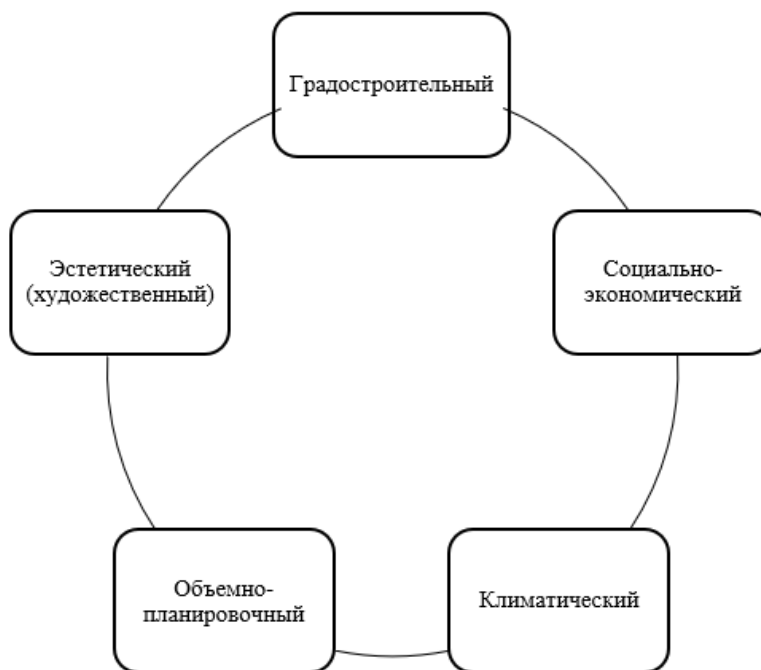 Градостроительный
Эстетический
(художественный)
Социально-
экономический
Объемно-
планировочный
Климатический